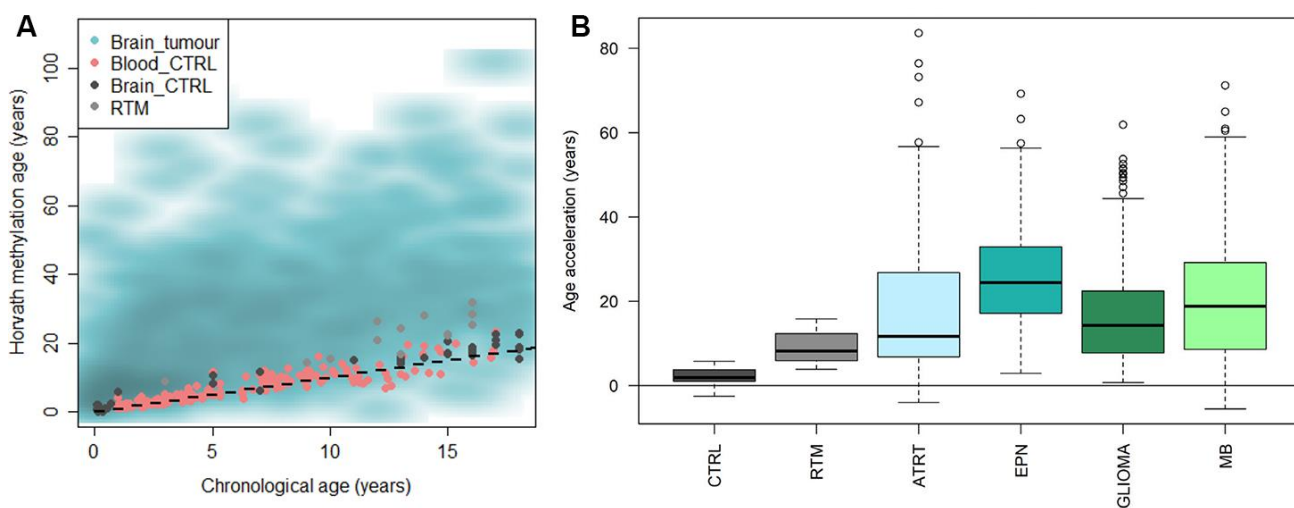 A
Brain_tumour
Blood_CTRL
Brain_CTRL
RTM
Horvath methylation age (years)
100
80
60
40
20
0
0 5 10 15
Chronological age (years)
B
Age acceleration (years)
80
60
40
20
0
CTRL
RTM
ATRT
EPN
GLIOMA
MB